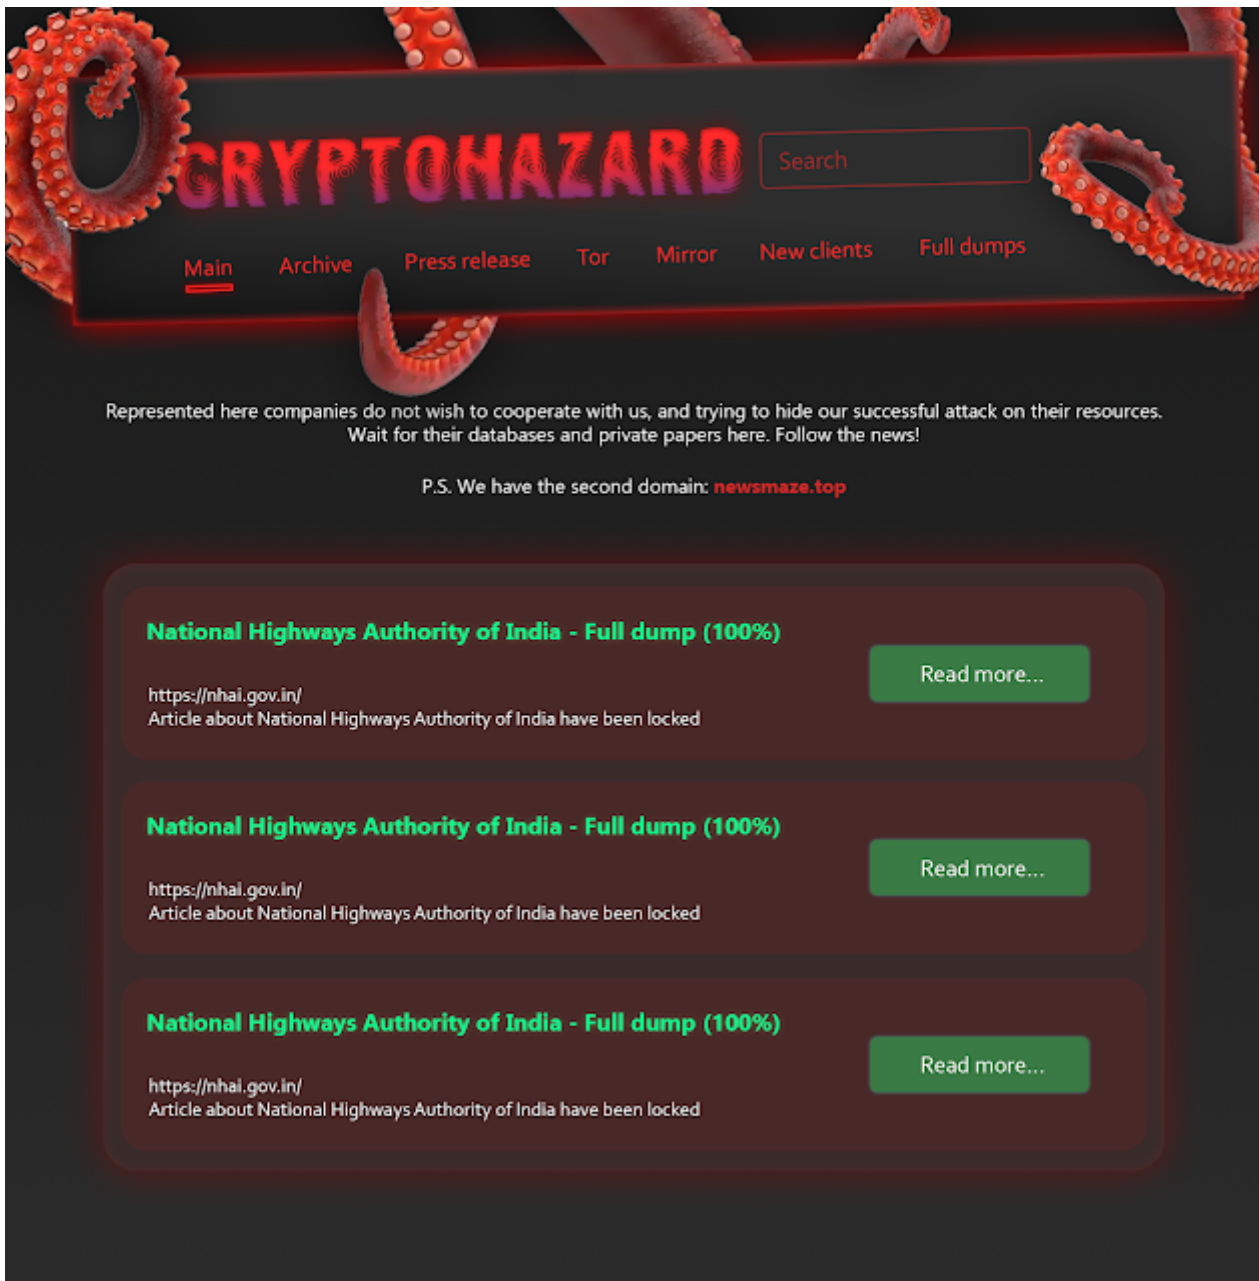 CRYPTOHAZARD
Search
Main Archive Press release Tor Mirror New clients Full dumps
Represented here companies do not wish to cooperate with us, and trying to hide our successful attack on their resources.
Wait for their databases and private papers here. Follow the news!
P.S. We have the second domain: newsmaze.top
National Highways Authority of India - Full dump (100%)
Read more...
https://nhai.gov.in/
Article about National Highways Authority of India have been locked
National Highways Authority of India - Full dump (100%)
Read more...
https://nhai.gov.in/
Article about National Highways Authority of India have been locked
National Highways Authority of India - Full dump (100%)
Read more...
https://nhai.gov.in/
Article about National Highways Authority of India have been locked